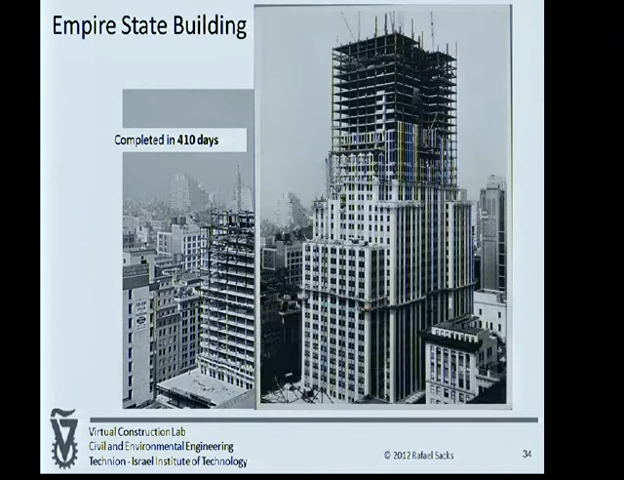 Empire State Building
Completed in 410 days
Virtual Construction Lab
Civil and Environmental Engineering
Technion - Israel Institute of Technology
© 2012 Rafael Sacks
34